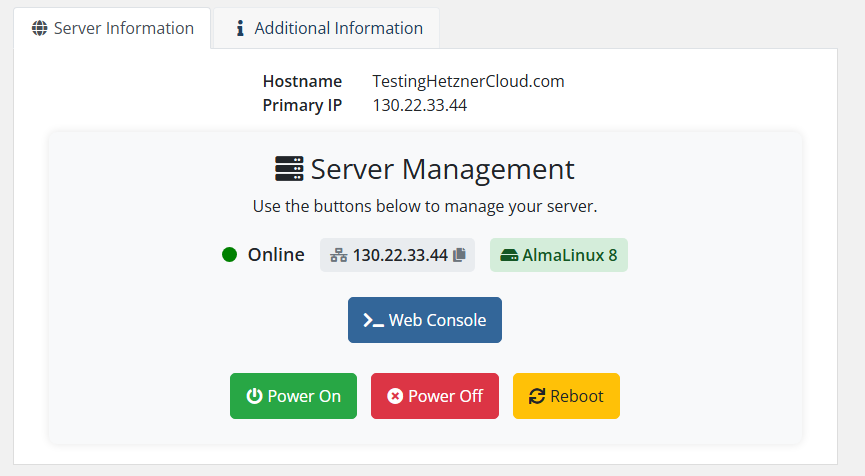 Server Information Additional Information
Hostname TestingHetznerCloud.com
Primary IP 130.22.33.44
Server Management
Use the buttons below to manage your server.
Online 130.22.33.44 AlmaLinux 8
Web Console
Power On Power Off Reboot